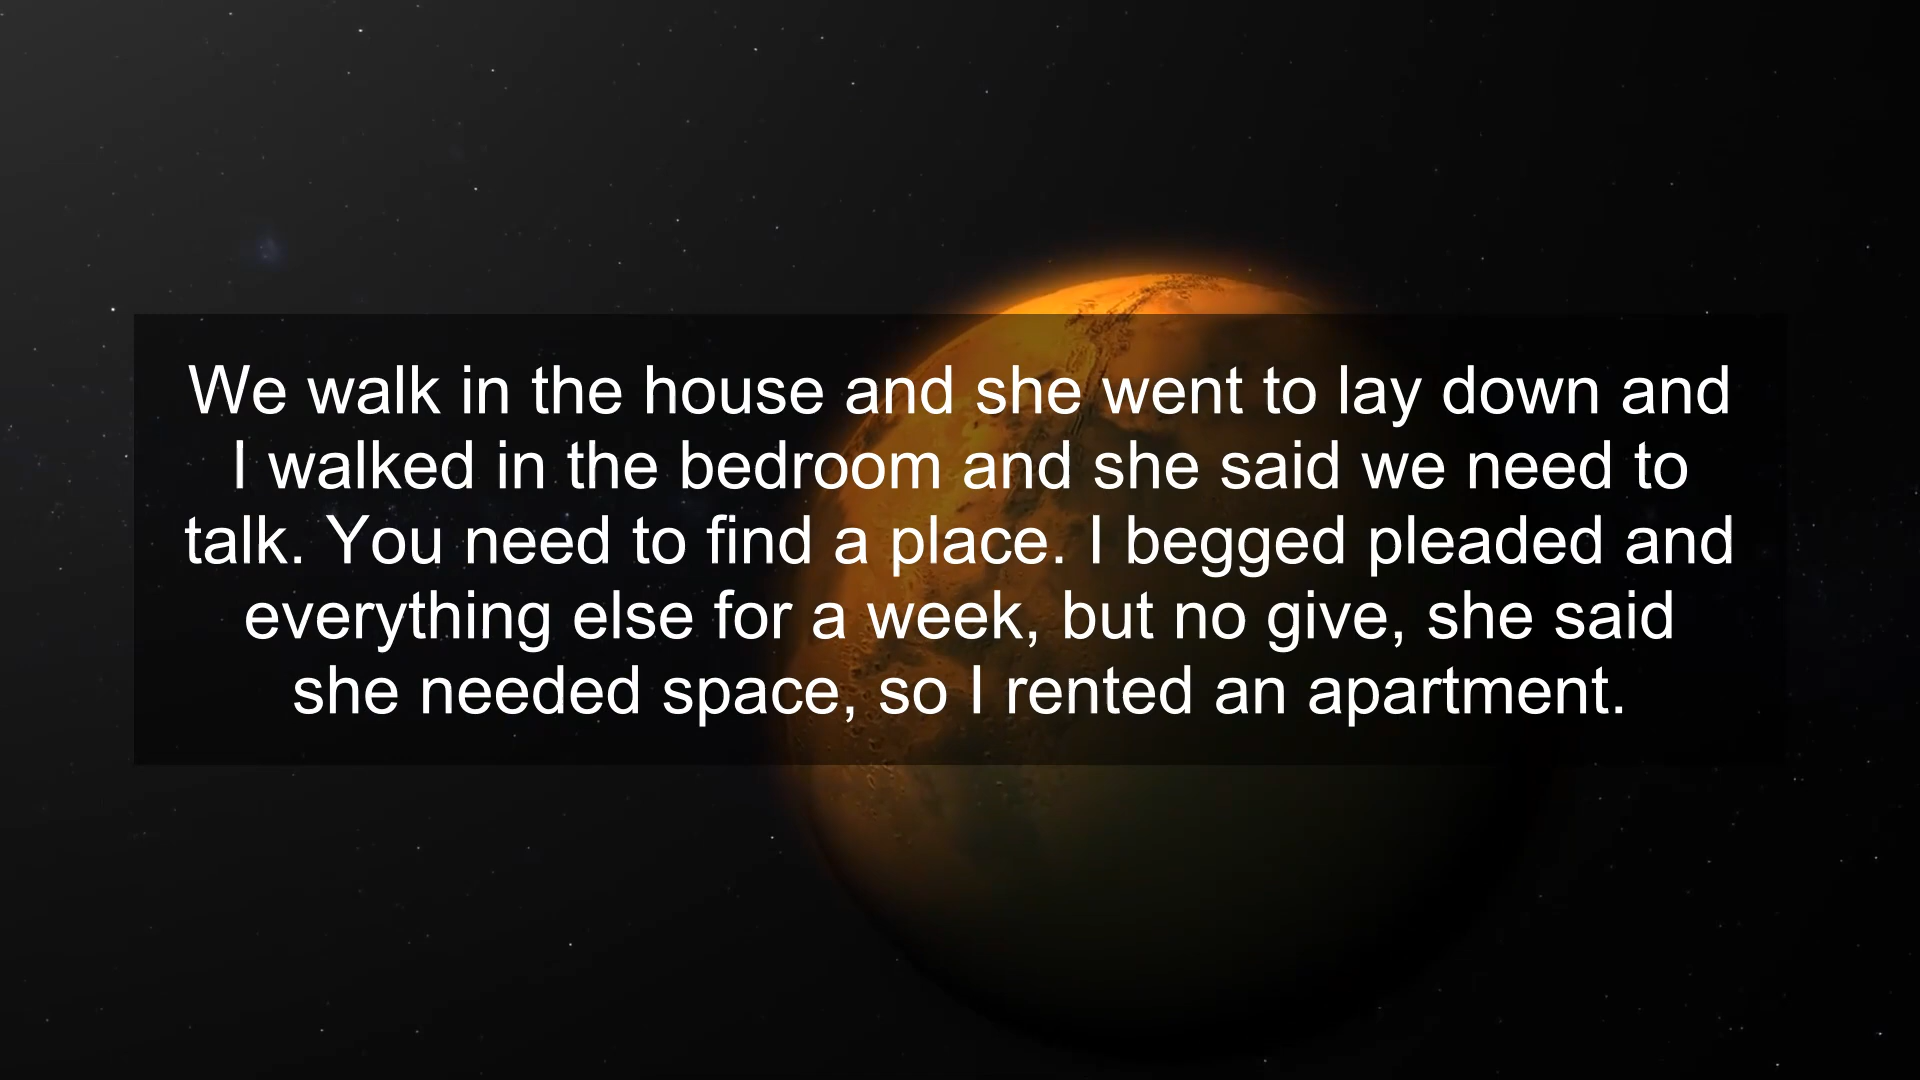 We walk in the house and she went to lay down and
I walked in the bedroom and she said we need to
talk. You need to find a place. I begged pleaded and
everything else for a week, but no give, she said
she needed space, so I rented an apartment.